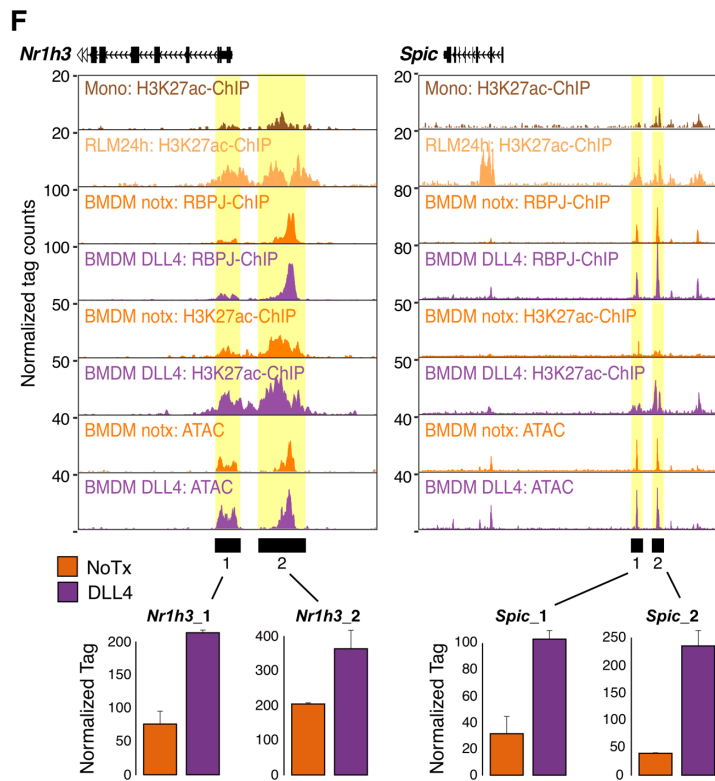 F
Nr1h3
Spic
Normalized tag counts
20
Mono: H3K27ac-ChIP
20
RLM24h: H3K27ac-ChIP
100
BMDM notx: RBPJ-ChIP
100
BMDM DLL4: RBPJ-ChIP
50
BMDM notx: H3K27ac-ChIP
50
BMDM DLL4: H3K27ac-ChIP
40
BMDM notx: ATAC
40
BMDM DLL4: ATAC
1
2
20
Mono: H3K27ac-ChIP
20
RLM24h: H3K27ac-ChIP
80
BMDM notx: RBPJ-ChIP
80
BMDM DLL4: RBPJ-ChIP
50
BMDM notx: H3K27ac-ChIP
50
BMDM DLL4: H3K27ac-ChIP
40
BMDM notx: ATAC
40
BMDM DLL4: ATAC
1
2
NoTx
DLL4
Nr1h3_1
Normalized Tag
200
150
100
50
0
Nr1h3_2
400
300
200
100
0
Spic_1
Normalized Tag
100
80
60
40
20
0
Spic_2
250
200
150
100
50
0